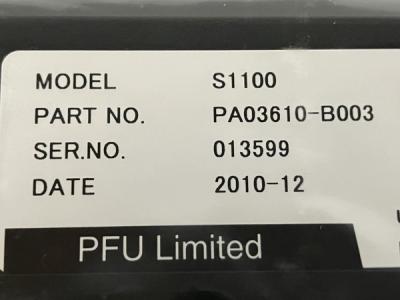 MODEL S1100
PART NO. PA03610-B003
SER.NO. 013599
DATE 2010-12
PFU Limited